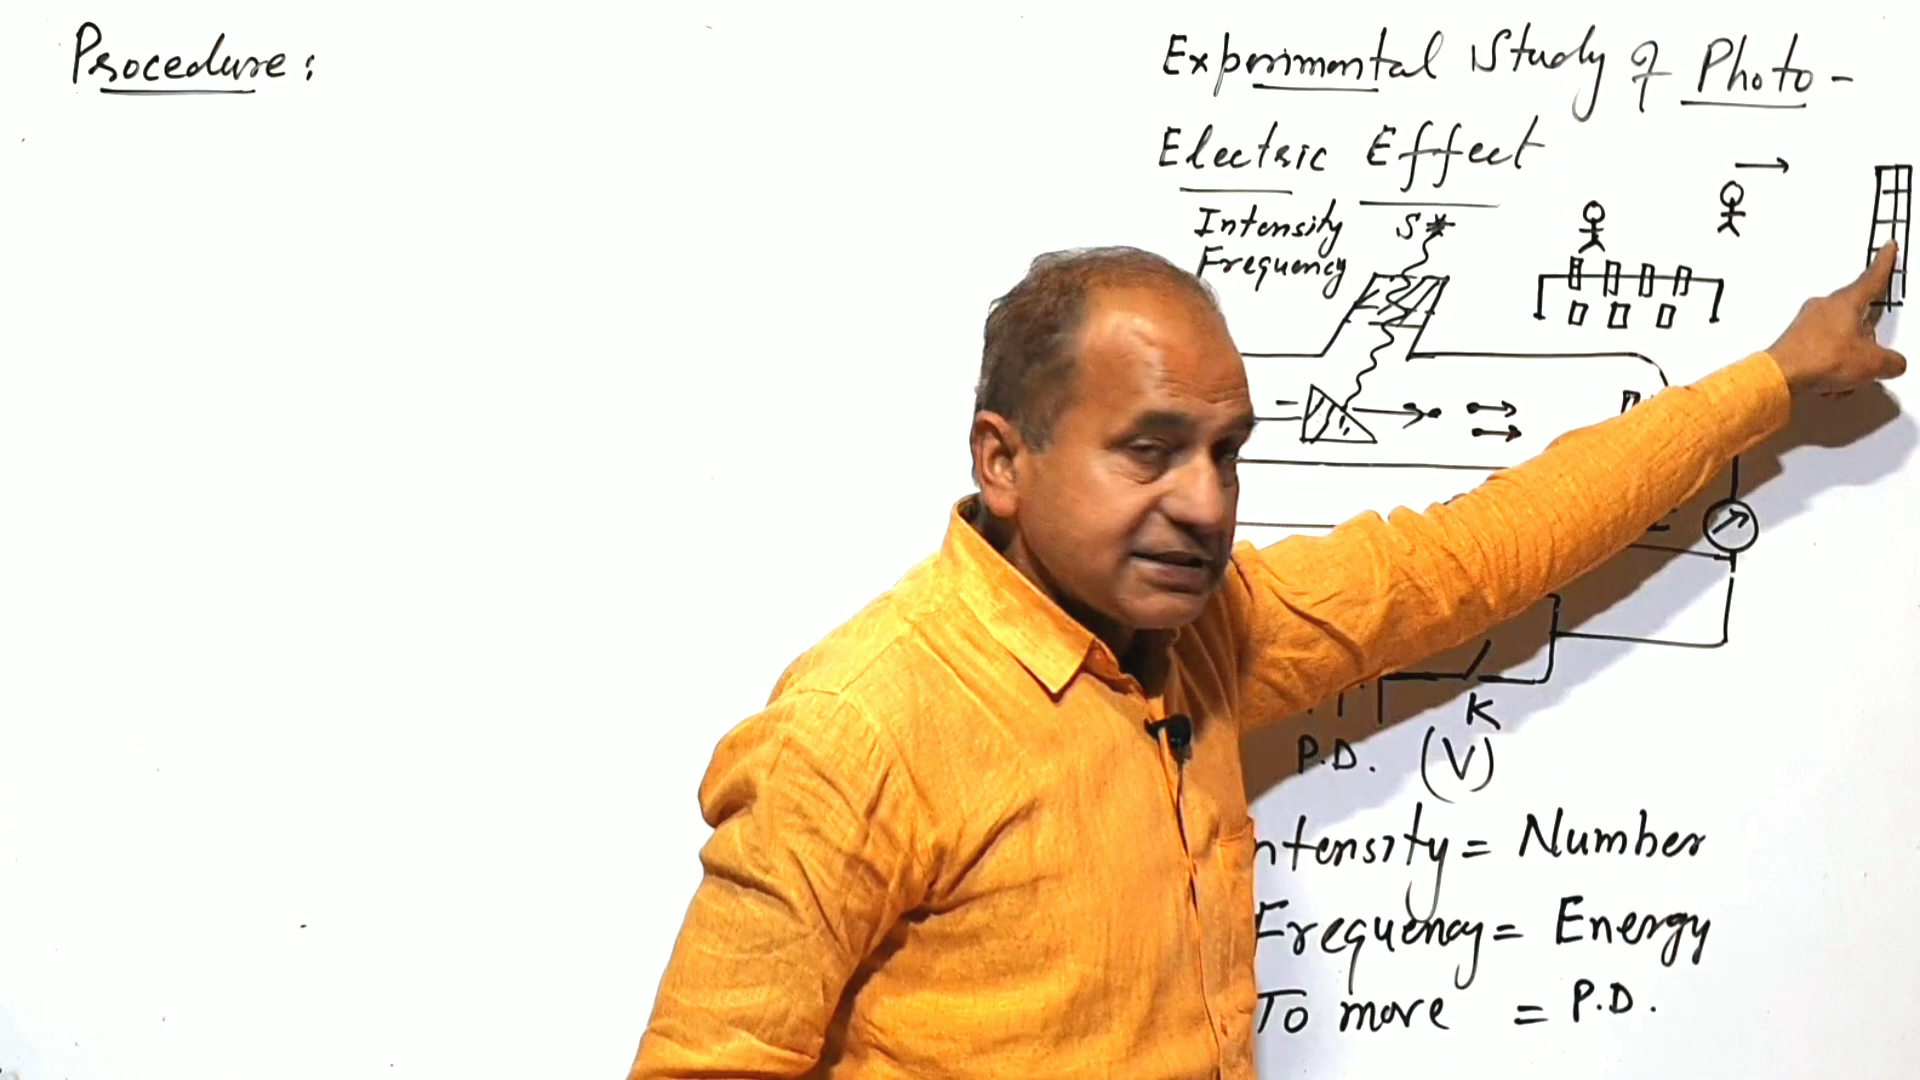 Procedure:
Experimental Study of Photo-
Electric Effect
Intensity
Frequency
S
K
P.D. (V)
ntensity = Number
Frequency = Energy
To move = P.D.